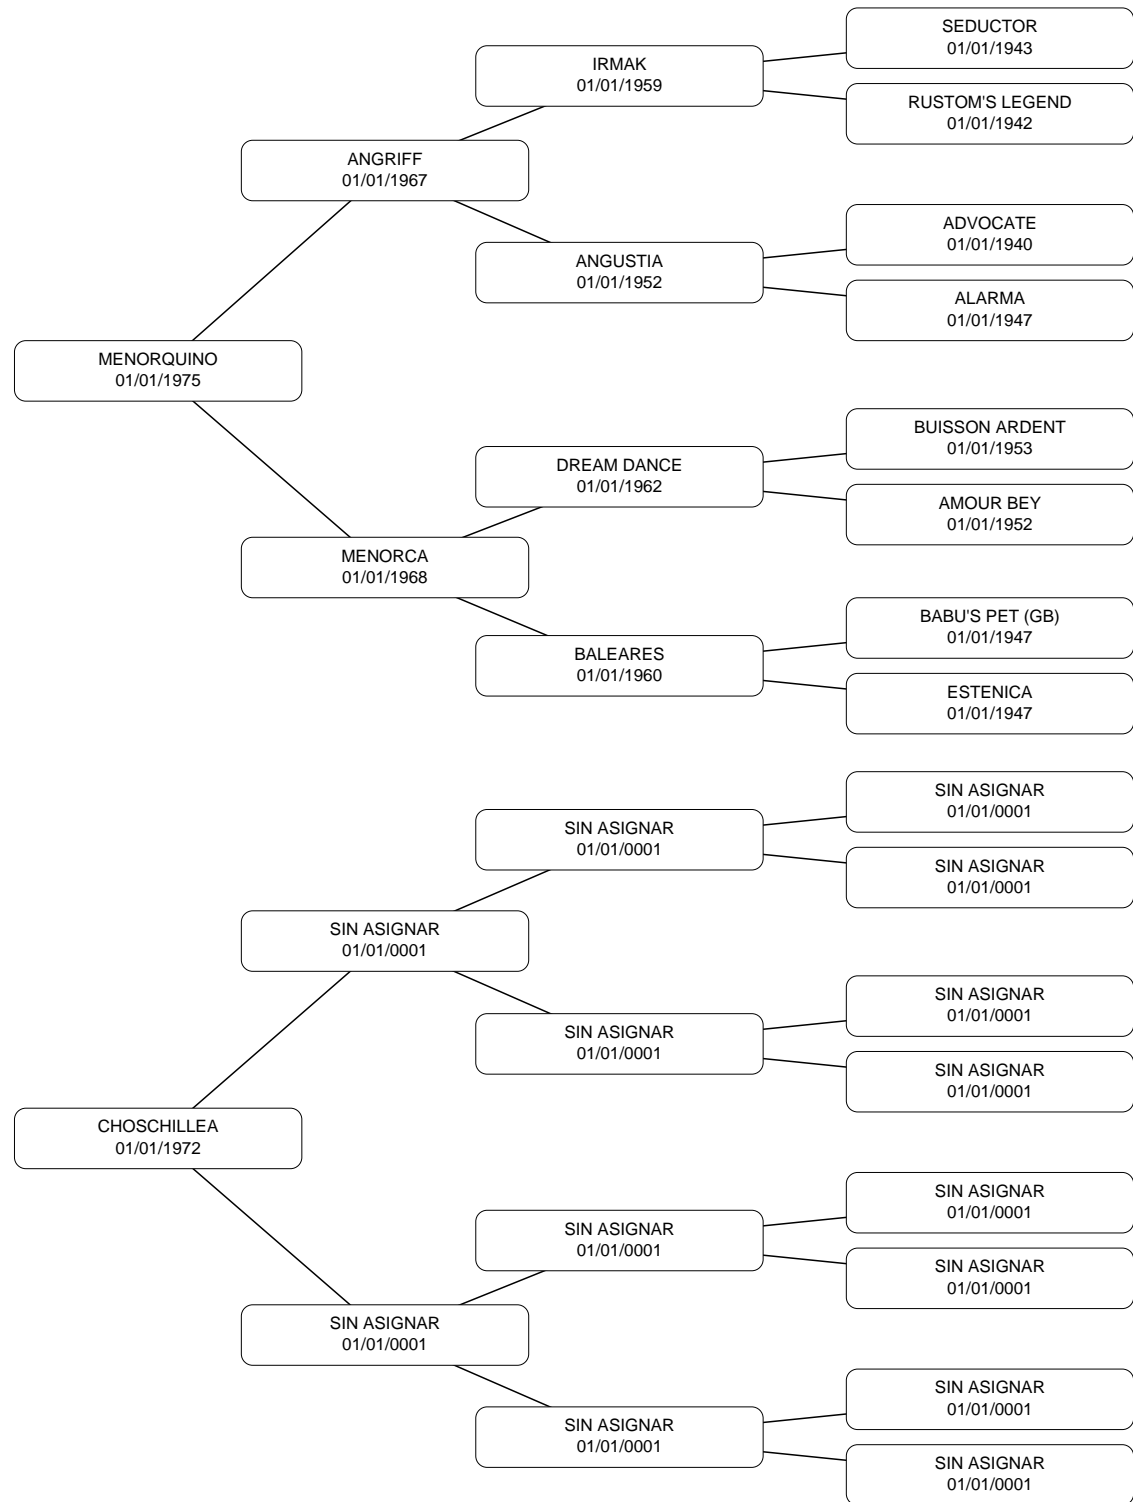 SEDUCTOR
01/01/1943
IRMAK
01/01/1959
RUSTOM'S LEGEND
01/01/1942
ANGRIFF
01/01/1967
ADVOCATE
01/01/1940
ANGUSTIA
01/01/1952
ALARMA
01/01/1947
MENORQUINO
01/01/1975
BUISSON ARDENT
01/01/1953
DREAM DANCE
01/01/1962
AMOUR BEY
01/01/1952
MENORCA
01/01/1968
BABU'S PET (GB)
01/01/1947
BALEARES
01/01/1960
ESTENICA
01/01/1947
SIN ASIGNAR
01/01/0001
SIN ASIGNAR
01/01/0001
SIN ASIGNAR
01/01/0001
SIN ASIGNAR
01/01/0001
SIN ASIGNAR
01/01/0001
SIN ASIGNAR
01/01/0001
SIN ASIGNAR
01/01/0001
CHOSCHILLEA
01/01/1972
SIN ASIGNAR
01/01/0001
SIN ASIGNAR
01/01/0001
SIN ASIGNAR
01/01/0001
SIN ASIGNAR
01/01/0001
SIN ASIGNAR
01/01/0001
SIN ASIGNAR
01/01/0001
SIN ASIGNAR
01/01/0001